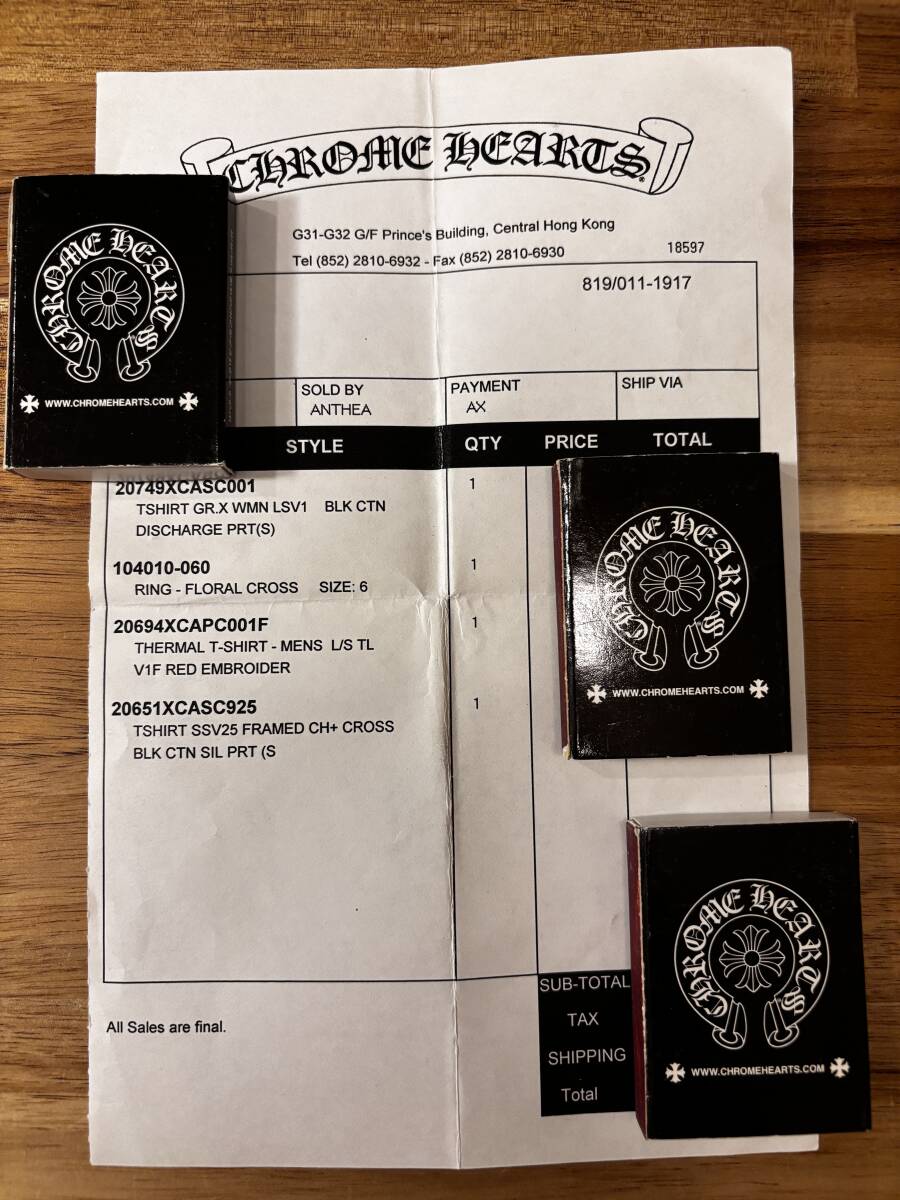 CHROME HEARTS
G31-G32 G/F Prince's Building, Central Hong Kong
Tel (852) 2810-6932 - Fax (852) 2810-6930
18597
819/011-1917
SOLD BY
ANTHEA
PAYMENT
AX
SHIP VIA
STYLE QTY PRICE TOTAL
20749XCASC001 1
TSHIRT GR.X WMN LSV1 BLK CTN
DISCHARGE PRT(S)
104010-060 1
RING - FLORAL CROSS SIZE: 6
20694XCAPC001F 1
THERMAL T-SHIRT - MENS L/S TL
V1F RED EMBROIDER
20651XCASC925 1
TSHIRT SSV25 FRAMED CH+ CROSS
BLK CTN SIL PRT (S
SUB-TOTAL
TAX
SHIPPING
Total
All Sales are final.
CHROME HEARTS
WWW.CHROMEHEARTS.COM
CHROME HEARTS
WWW.CHROMEHEARTS.COM
CHROME HEARTS
WWW.CHROMEHEARTS.COM